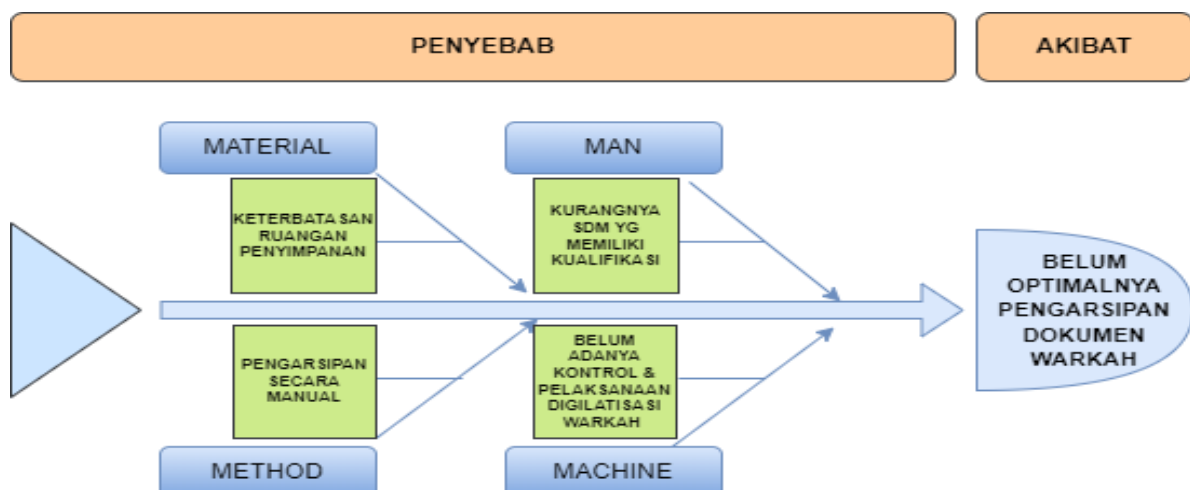 PENYEBAB
AKIBAT
MATERIAL
MAN
KETERBATASAN
RUANGAN
PENYIMPANAN
KURANGNYA
SDM YG
MEMILIKI
KUALIFIKASI
BELUM
OPTIMALNYA
PENGARSIPAN
DOKUMEN
WARKAH
PENGARSIPAN
SECARA
MANUAL
BELUM
ADANYA
KONTROL &
PELAKSANAAN
DIGILATISASI
WARKAH
METHOD
MACHINE